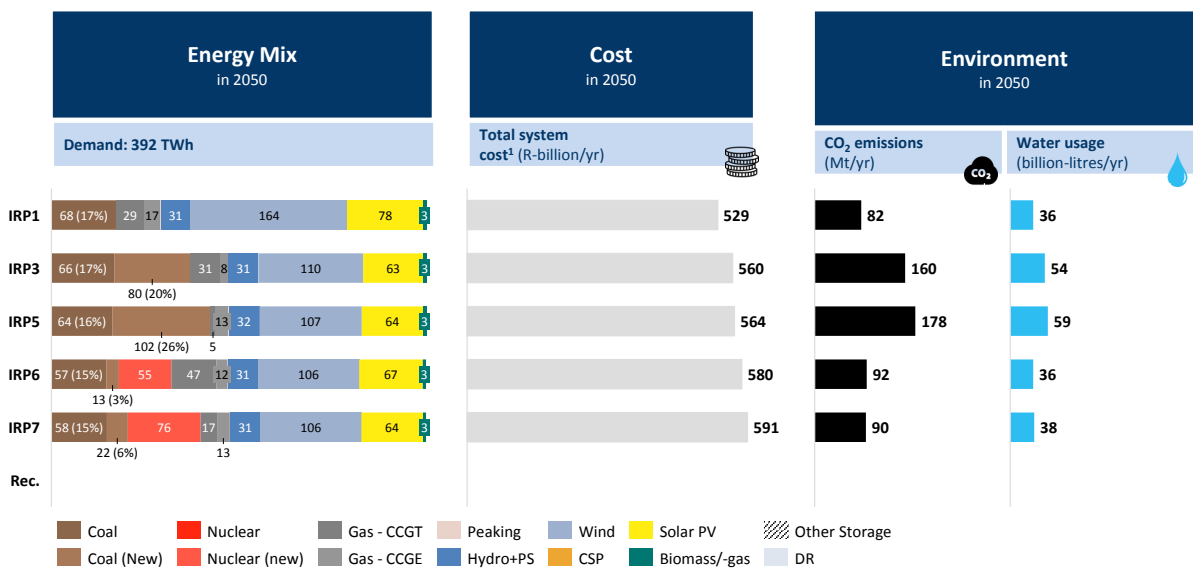 Energy Mix
in 2050
Cost
in 2050
Environment
in 2050
Demand: 392 TWh
Total system
cost¹ (R-billion/yr)
CO₂ emissions
(Mt/yr)
CO₂
Water usage
(billion-litres/yr)
IRP1
68 (17%)
29
17
31
164
78
3
529
82
36
IRP3
66 (17%)
31
8
31
110
63
3
560
160
54
80 (20%)
IRP5
64 (16%)
13
32
107
64
3
564
178
59
102 (26%)
5
IRP6
57 (15%)
55
47
12
31
106
67
3
580
92
36
13 (3%)
IRP7
58 (15%)
76
17
31
106
64
3
591
90
38
22 (6%)
13
Rec.
Coal
Nuclear
Gas - CCGT
Peaking
Wind
Solar PV
Other Storage
Coal (New)
Nuclear (new)
Gas - CCGE
Hydro+PS
CSP
Biomass/-gas
DR